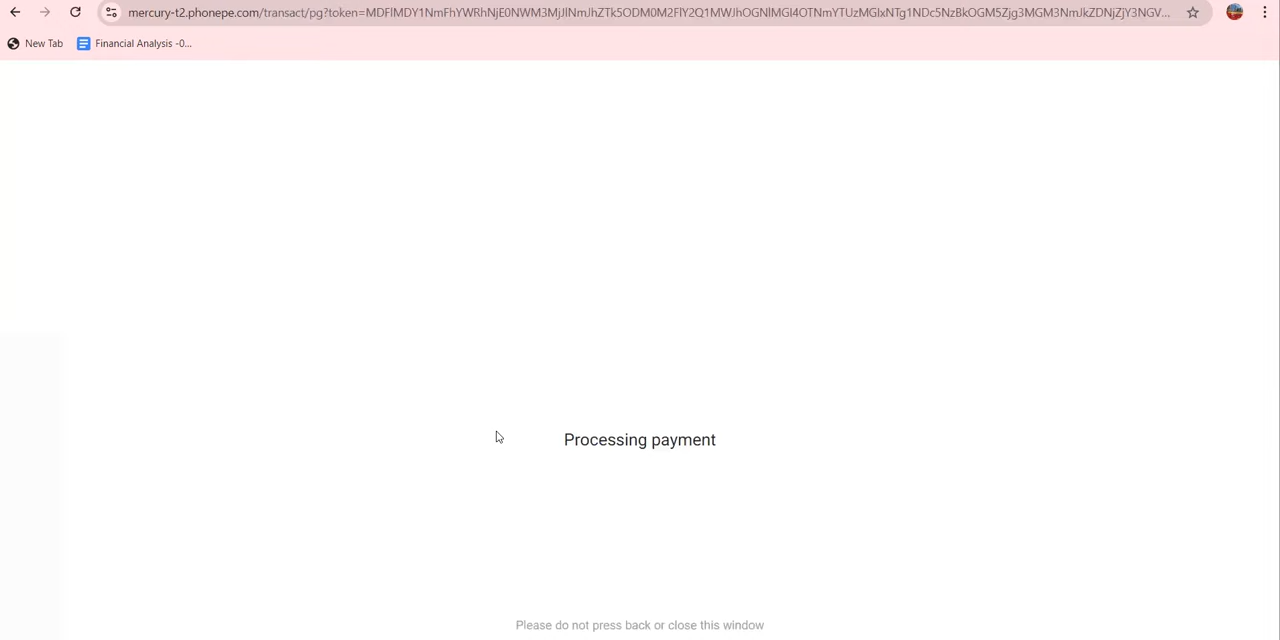 mercury-t2.phonepe.com/transact/pg?token=
New Tab
Financial Analysis -0...
Processing payment
Please do not press back or close this window